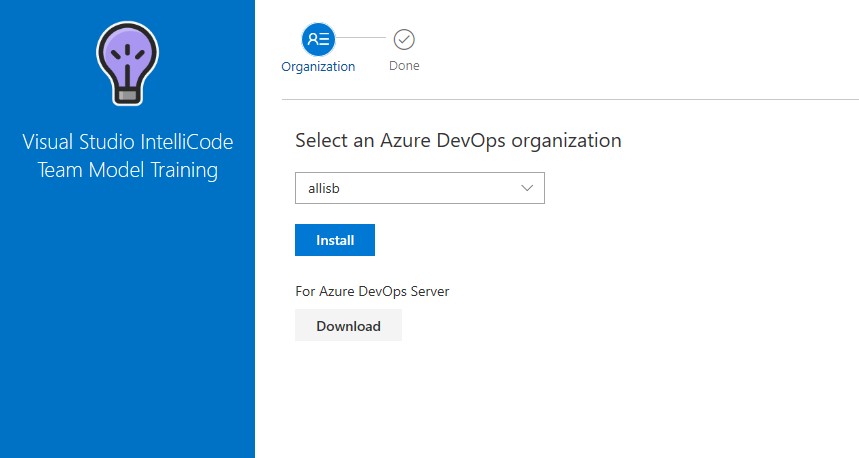 Visual Studio IntelliCode
Team Model Training
Organization
Done
Select an Azure DevOps organization
allisb
Install
For Azure DevOps Server
Download